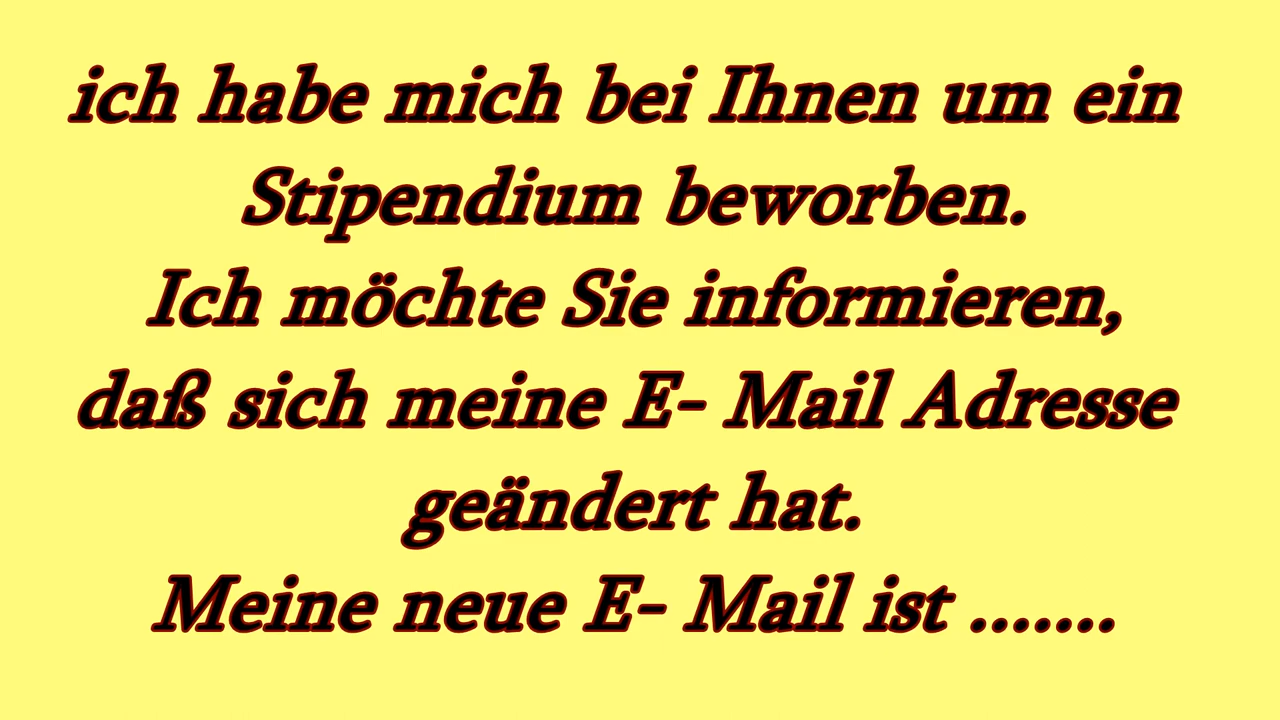 ich habe mich bei Ihnen um ein
Stipendium beworben.
Ich möchte Sie informieren,
daß sich meine E- Mail Adresse
geändert hat.
Meine neue E- Mail ist .......